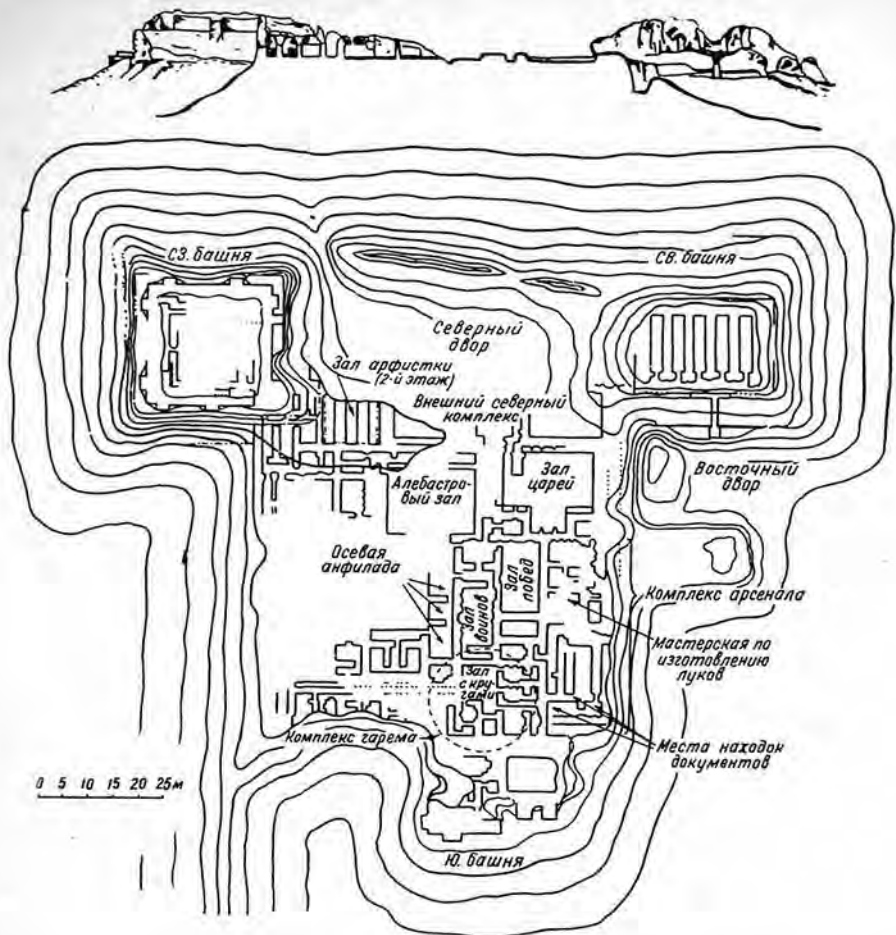 СЗ. башня
СВ. башня
Северный
двор
Зал арфистки
(2-й этаж)
Внешний северный
комплекс
Алебастро-
вый зал
Зал
царей
Восточный
двор
Осевая
анфилада
Зал
побед
Зал
воинов
Комплекс арсенала
Мастерская по
изготовлению
луков
Зал
с кру-
гами
Комплекс гарема
Места находок
документов
0 5 10 15 20 25м
Ю. башня